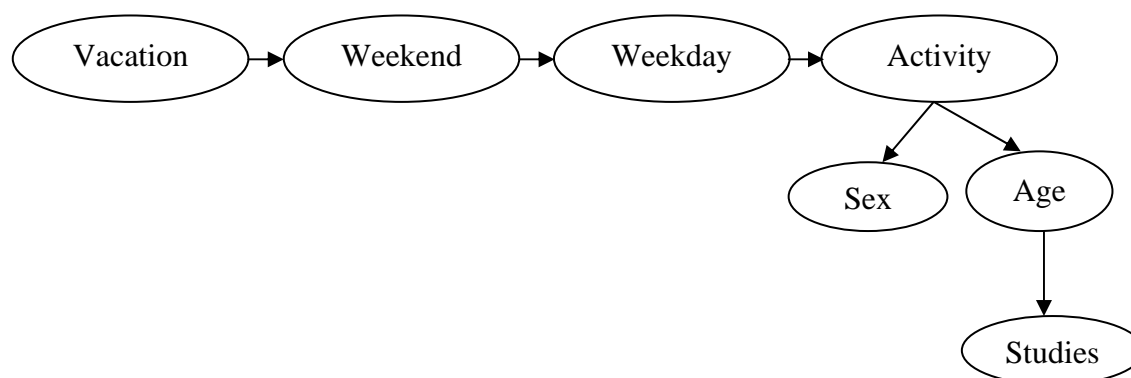 Vacation
Weekend
Weekday
Activity
Sex
Age
Studies